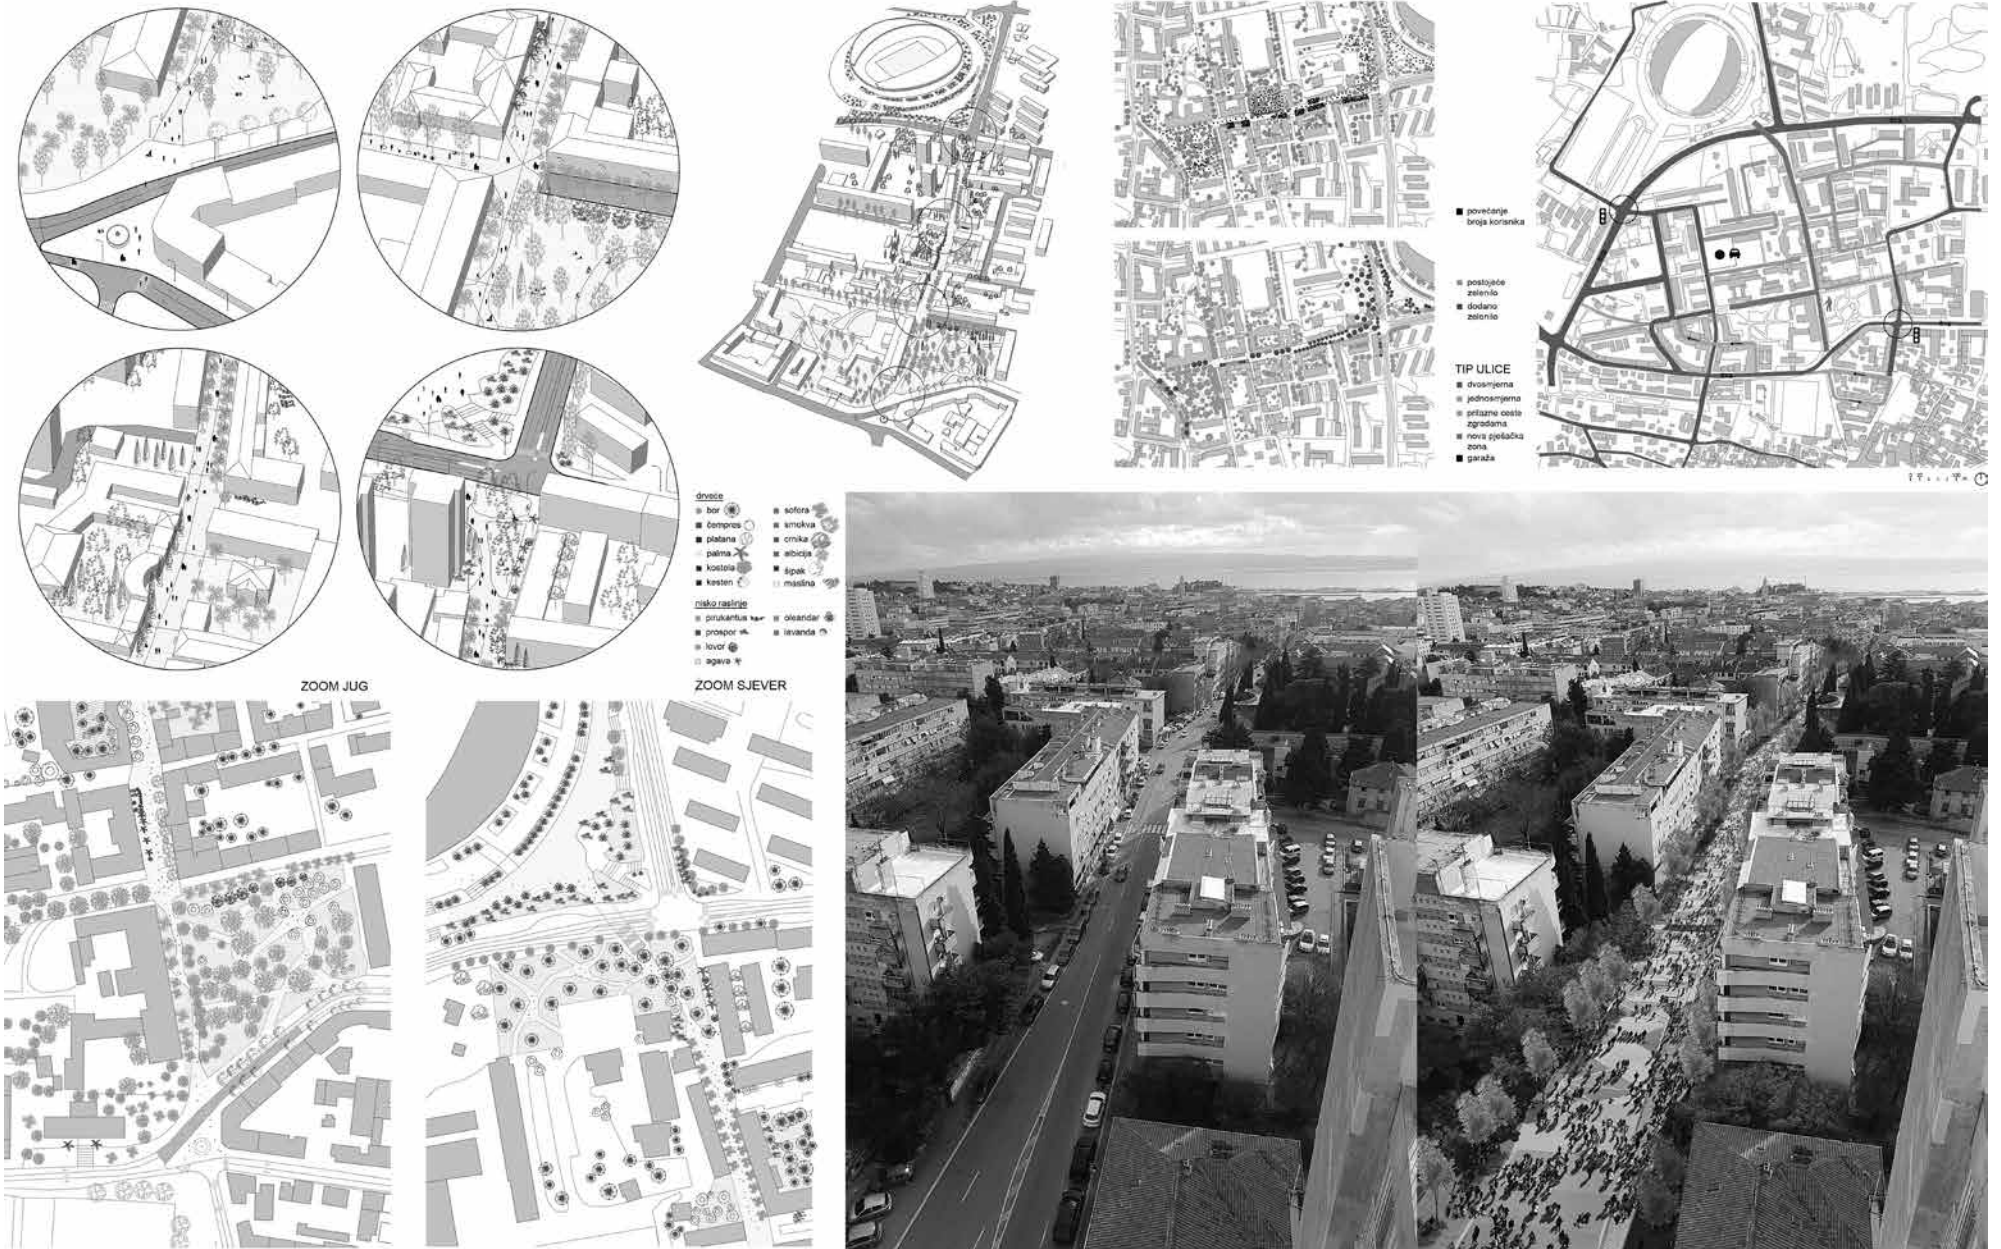 povećanje
broja korisnika
postojeće
zelenilo
dodano
zelenilo
TIP ULICE
dvosmjerna
jednosmjerna
prilazne ceste
zgradama
nova pješačka
zona
garaža
drveće
bor
čempres
platana
palma
kostela
kesten
sofora
smokva
crnika
albicija
šipak
maslina
nisko raslinje
pirukantus
prospor
lovor
agava
oleandar
lavanda
ZOOM JUG
ZOOM SJEVER